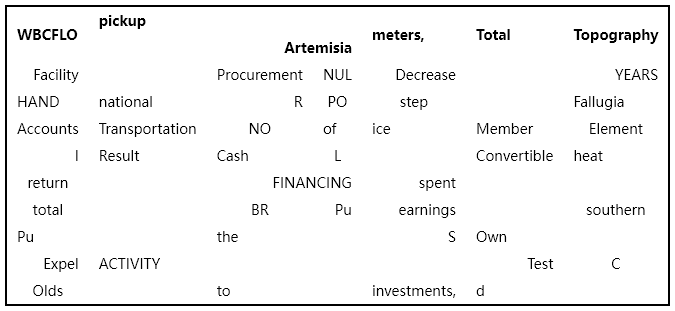 WBCFLO pickup Artemisia meters, Total Topography
Facility Procurement NUL Decrease YEARS
HAND national R PO step Fallugia
Accounts Transportation NO of ice Member Element
I Result Cash L Convertible heat
return FINANCING spent
total BR Pu earnings southern
Pu the S Own
Expel ACTIVITY Test C
Olds to investments, d